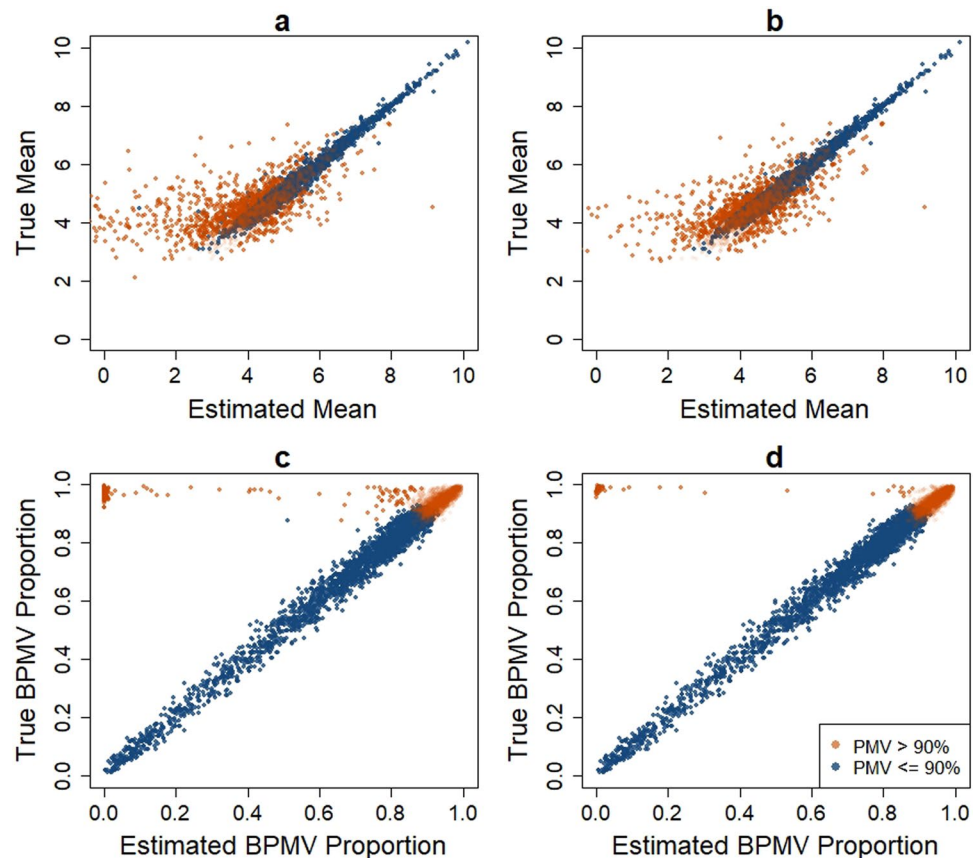 a
b
True Mean
10
8
6
4
2
0
0 2 4 6 8 10
Estimated Mean
True Mean
10
8
6
4
2
0
0 2 4 6 8 10
Estimated Mean
c
d
True BPMV Proportion
1.0
0.8
0.6
0.4
0.2
0.0
0.0 0.2 0.4 0.6 0.8 1.0
Estimated BPMV Proportion
True BPMV Proportion
1.0
0.8
0.6
0.4
0.2
0.0
PMV > 90%
PMV <= 90%
0.0 0.2 0.4 0.6 0.8 1.0
Estimated BPMV Proportion